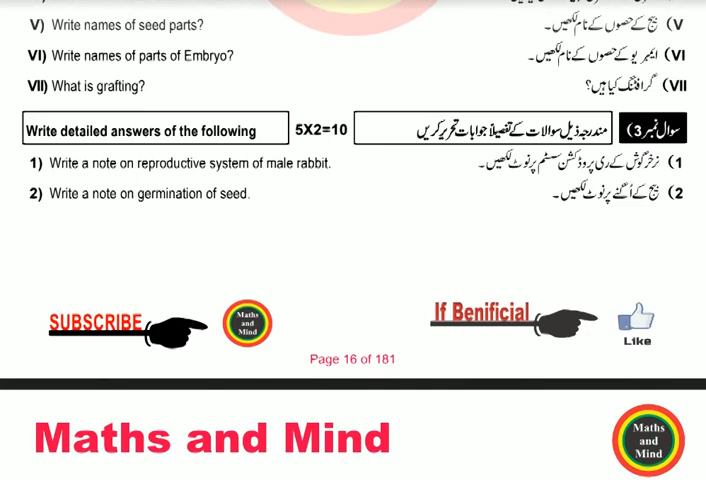 V) Write names of seed parts? V) بیج کے حصوں کے نام لکھیں۔
VI) Write names of parts of Embryo? VI) ایمبریو کے حصوں کے نام لکھیں۔
VII) What is grafting? VII) گرافٹنگ کیا ہیں؟
Write detailed answers of the following 5X2=10 مندرجہ ذیل سوالات کے تفصیلاً جوابات تحریر کریں سوال نمبر 3)
1) Write a note on reproductive system of male rabbit. 1) نر خرگوش کے ری پروڈکشن سسٹم پر نوٹ لکھیں۔
2) Write a note on germination of seed. 2) بیج کے اُگنے پر نوٹ لکھیں۔
SUBSCRIBE
Maths
and
Mind
If Benificial
Like
Page 16 of 181
Maths and Mind
Maths
and
Mind